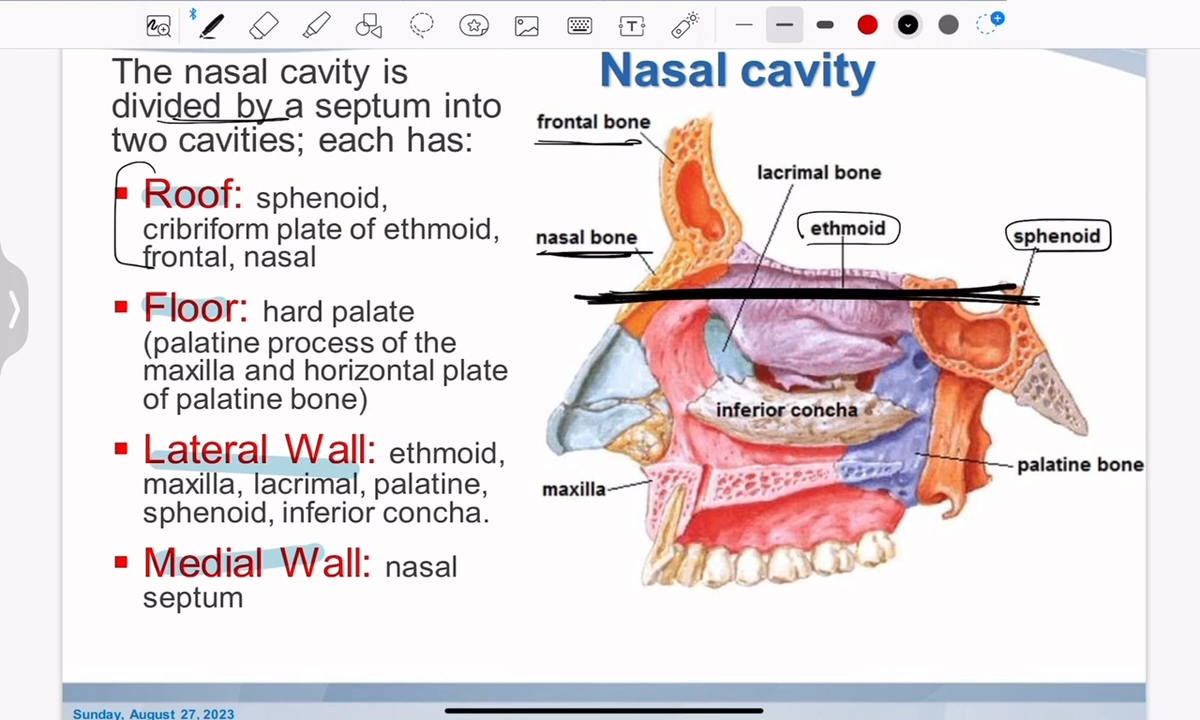 The nasal cavity is
divided by a septum into
two cavities; each has:
Roof: sphenoid,
cribriform plate of ethmoid,
frontal, nasal
Floor: hard palate
(palatine process of the
maxilla and horizontal plate
of palatine bone)
Lateral Wall: ethmoid,
maxilla, lacrimal, palatine,
sphenoid, inferior concha.
Medial Wall: nasal
septum
Nasal cavity
frontal bone
lacrimal bone
ethmoid
sphenoid
nasal bone
inferior concha
palatine bone
maxilla
Sunday, August 27, 2023